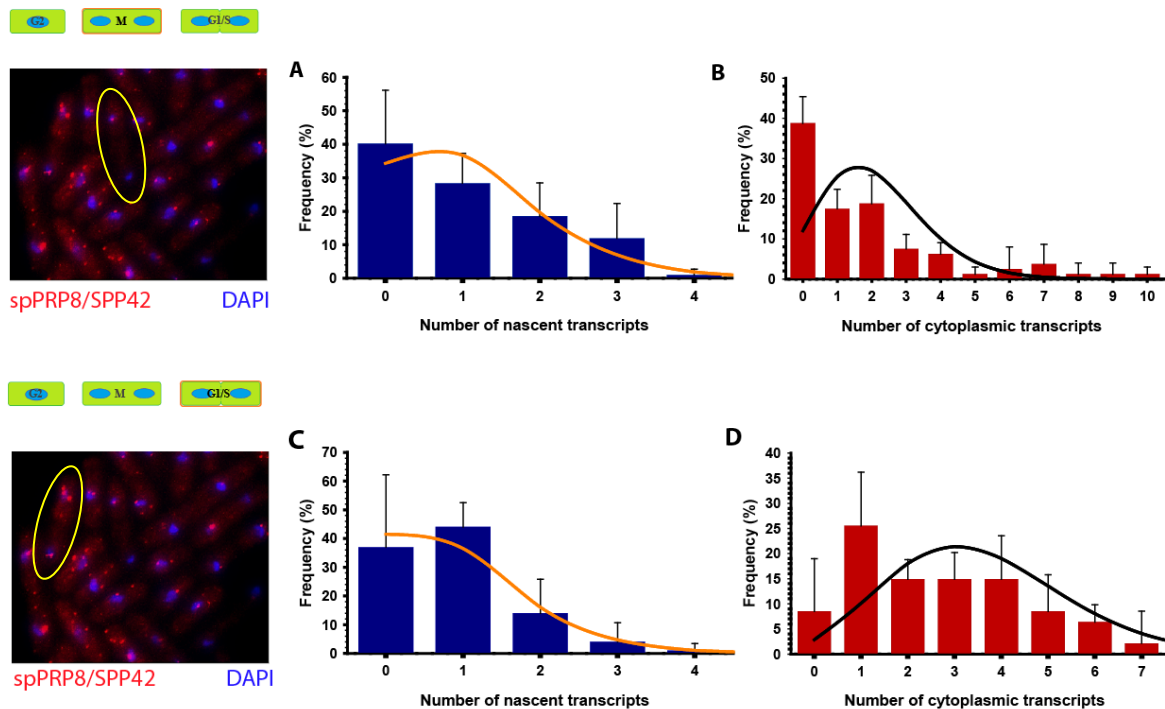 G2 M G1/S
A
60
50
40
30
20
10
0
Frequency (%)
0 1 2 3 4
Number of nascent transcripts
B
50
40
30
20
10
0
Frequency (%)
0 1 2 3 4 5 6 7 8 9 10
Number of cytoplasmic transcripts
spPRP8/SPP42 DAPI
G2 M G1/S
C
70
60
50
40
30
20
10
0
Frequency (%)
0 1 2 3 4
Number of nascent transcripts
D
40
35
30
25
20
15
10
5
0
Frequency (%)
0 1 2 3 4 5 6 7
Number of cytoplasmic transcripts
spPRP8/SPP42 DAPI